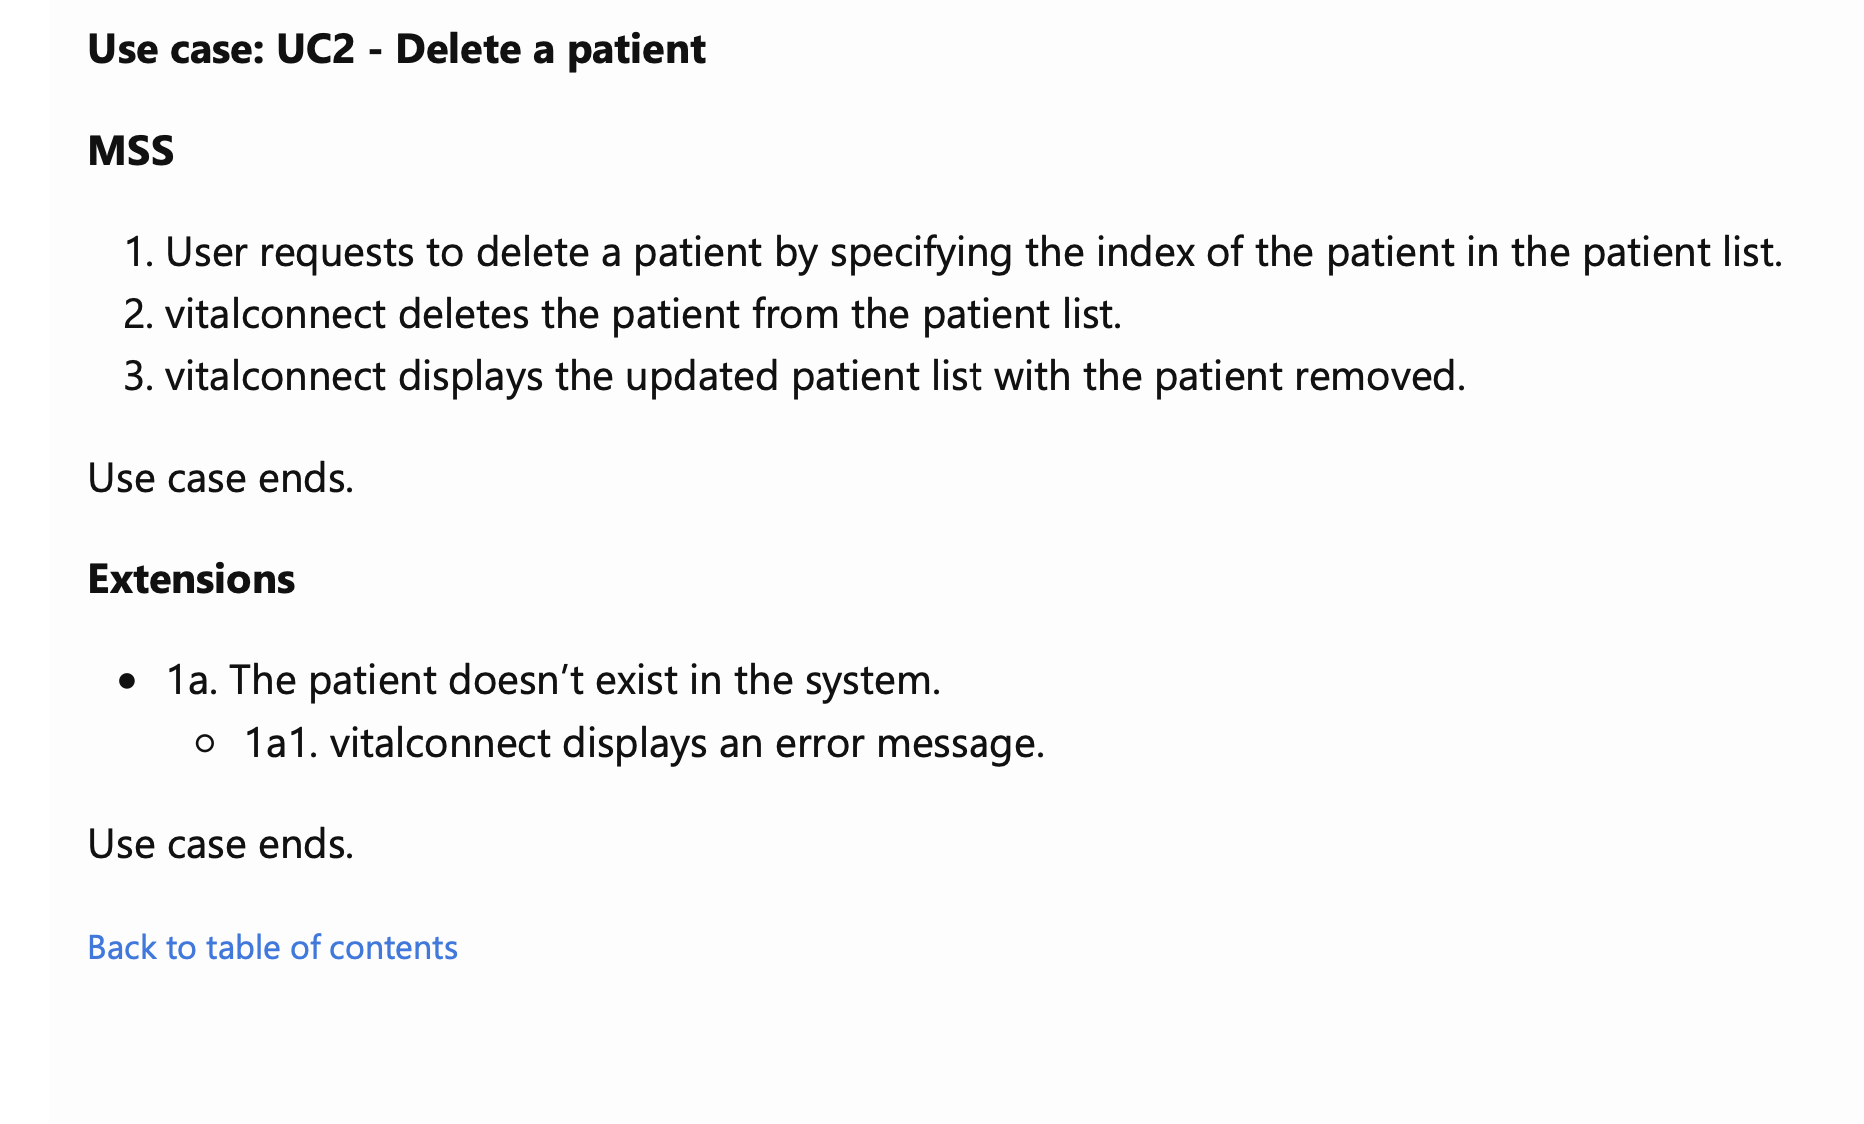 Use case: UC2 - Delete a patient
MSS
1. User requests to delete a patient by specifying the index of the patient in the patient list.
2. vitalconnect deletes the patient from the patient list.
3. vitalconnect displays the updated patient list with the patient removed.
Use case ends.
Extensions
• 1a. The patient doesn’t exist in the system.
○ 1a1. vitalconnect displays an error message.
Use case ends.
Back to table of contents